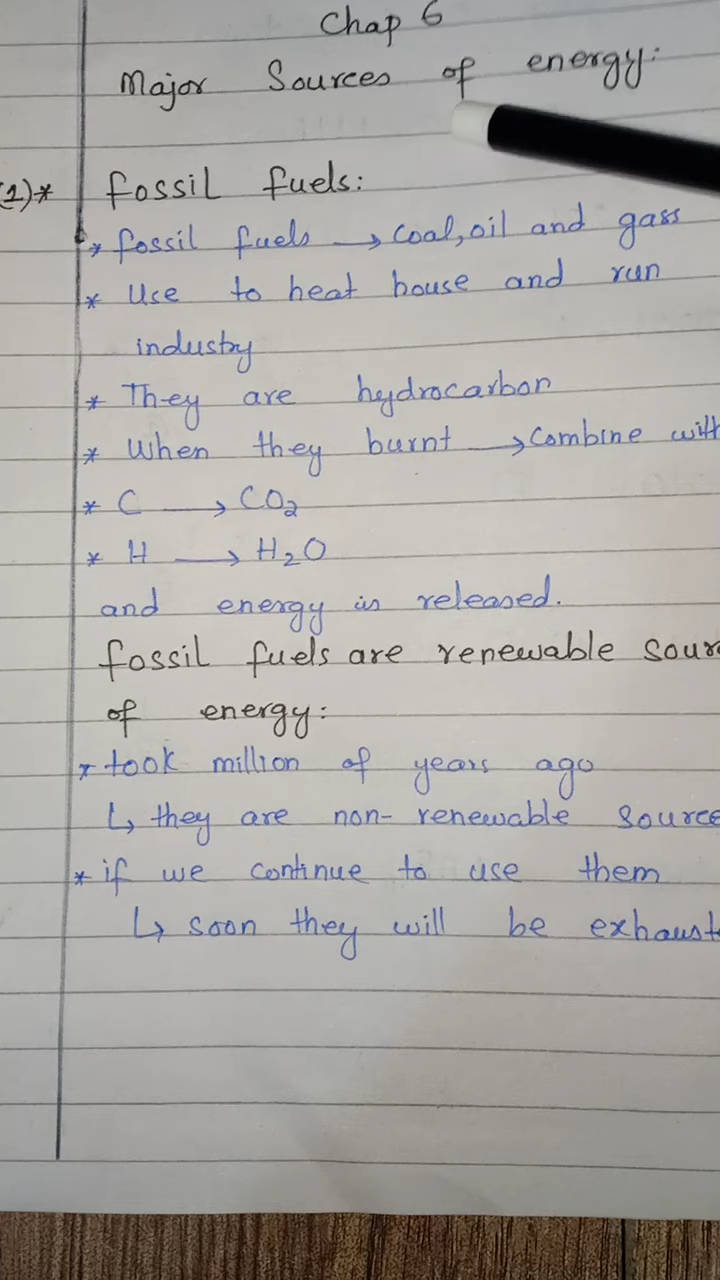 Chap 6
Major Sources of energy:
(1)* fossil fuels:
* fossil fuels → coal, oil and gass
* Use to heat house and run
industry
* They are hydrocarbon
* When they burnt → Combine with
* C → CO2
* H → H2O
and energy is released.
fossil fuels are renewable sour
of energy:
* took million of years ago
↳ they are non-renewable source
* if we continue to use them
↳ soon they will be exhaust